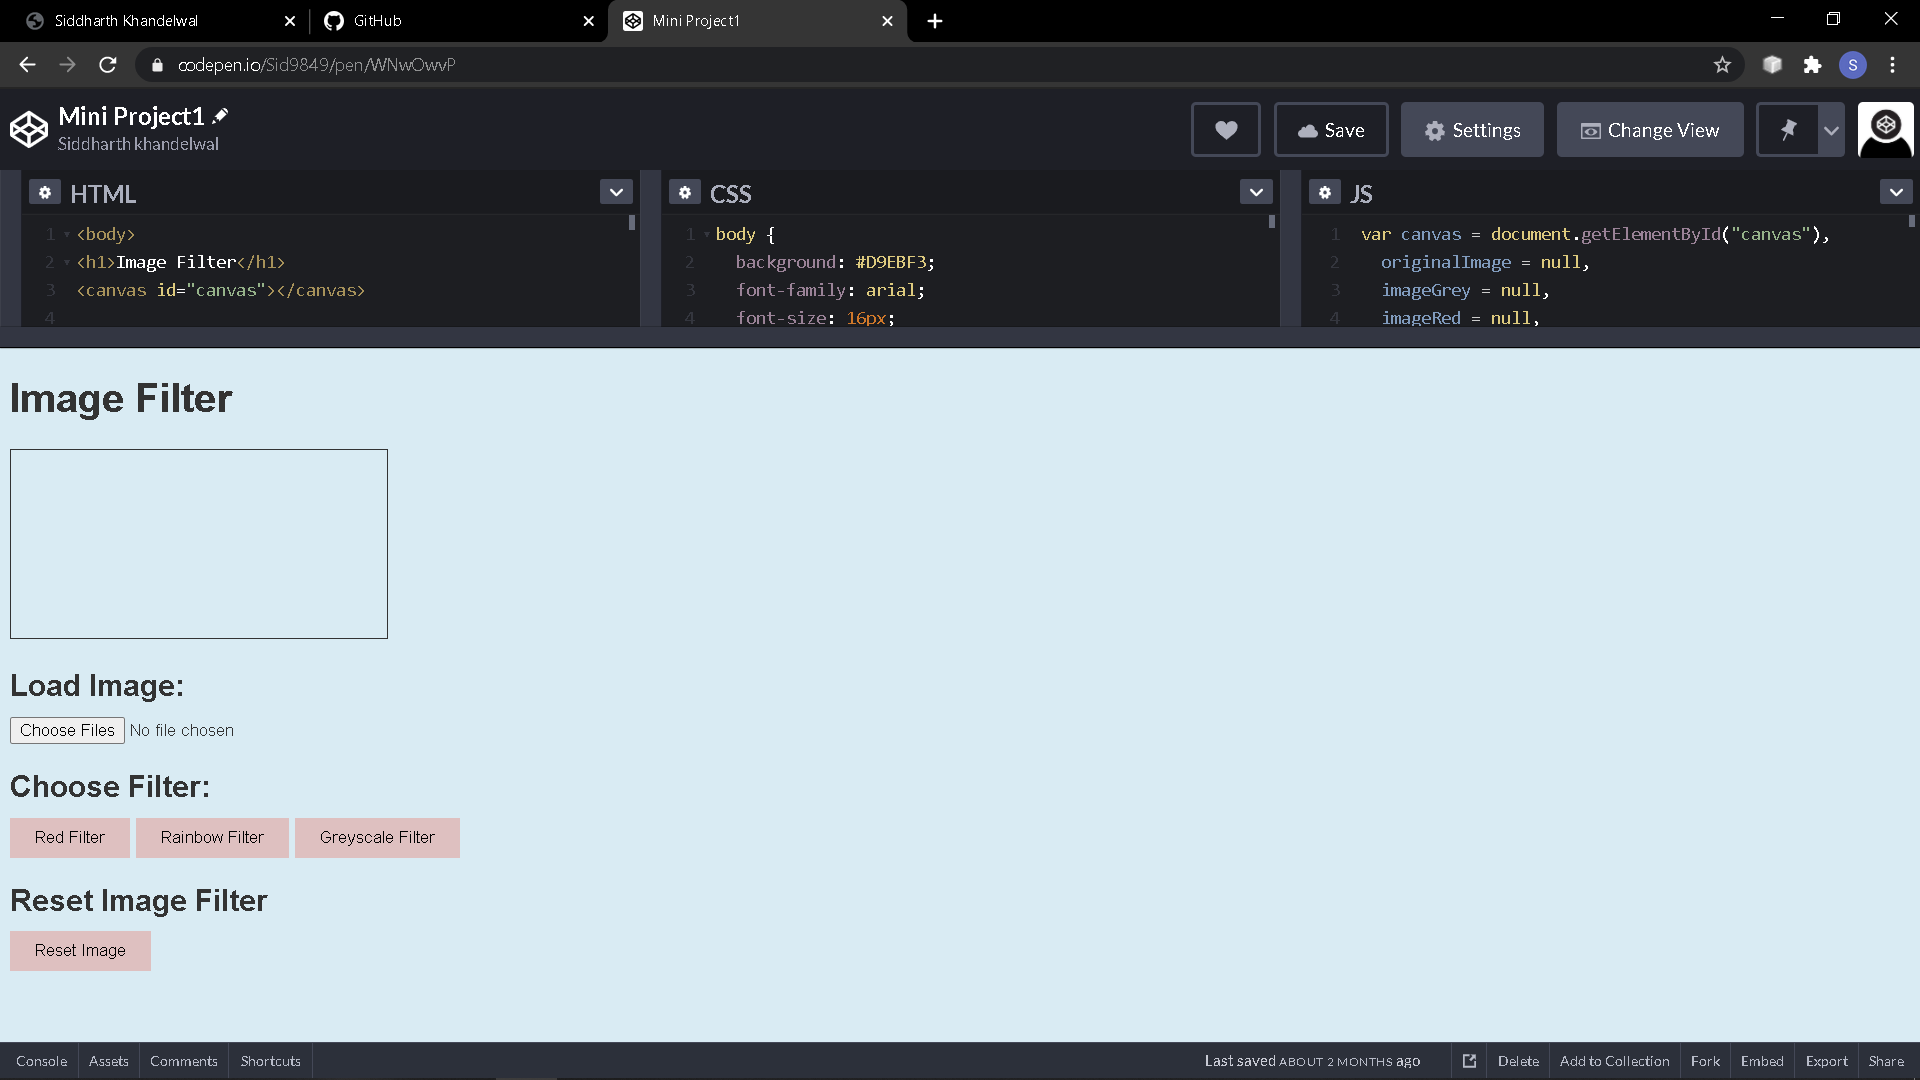 Siddharth Khandelwal
GitHub
Mini Project1
codepen.io/Sid9849/pen/WNwOwvP
S
Mini Project1
Siddharth khandelwal
Save
Settings
Change View
HTML
1 <body>
2 <h1>Image Filter</h1>
3 <canvas id="canvas"></canvas>
4
CSS
1 body {
2 background: #D9EBF3;
3 font-family: arial;
4 font-size: 16px;
JS
1 var canvas = document.getElementById("canvas"),
2 originalImage = null,
3 imageGrey = null,
4 imageRed = null,
Image Filter
Load Image:
Choose Files No file chosen
Choose Filter:
Red Filter Rainbow Filter Greyscale Filter
Reset Image Filter
Reset Image
Console Assets Comments Shortcuts Last saved ABOUT 2 MONTHS ago Delete Add to Collection Fork Embed Export Share